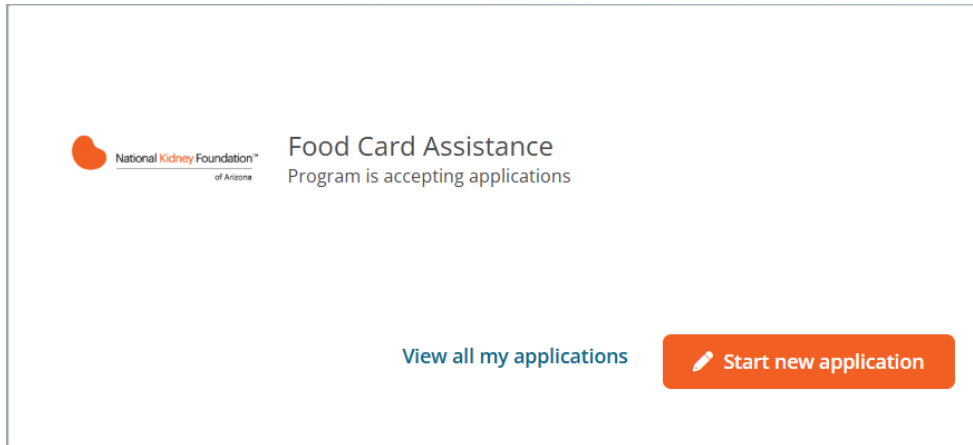 National Kidney Foundation™
of Arizona
Food Card Assistance
Program is accepting applications
View all my applications
Start new application